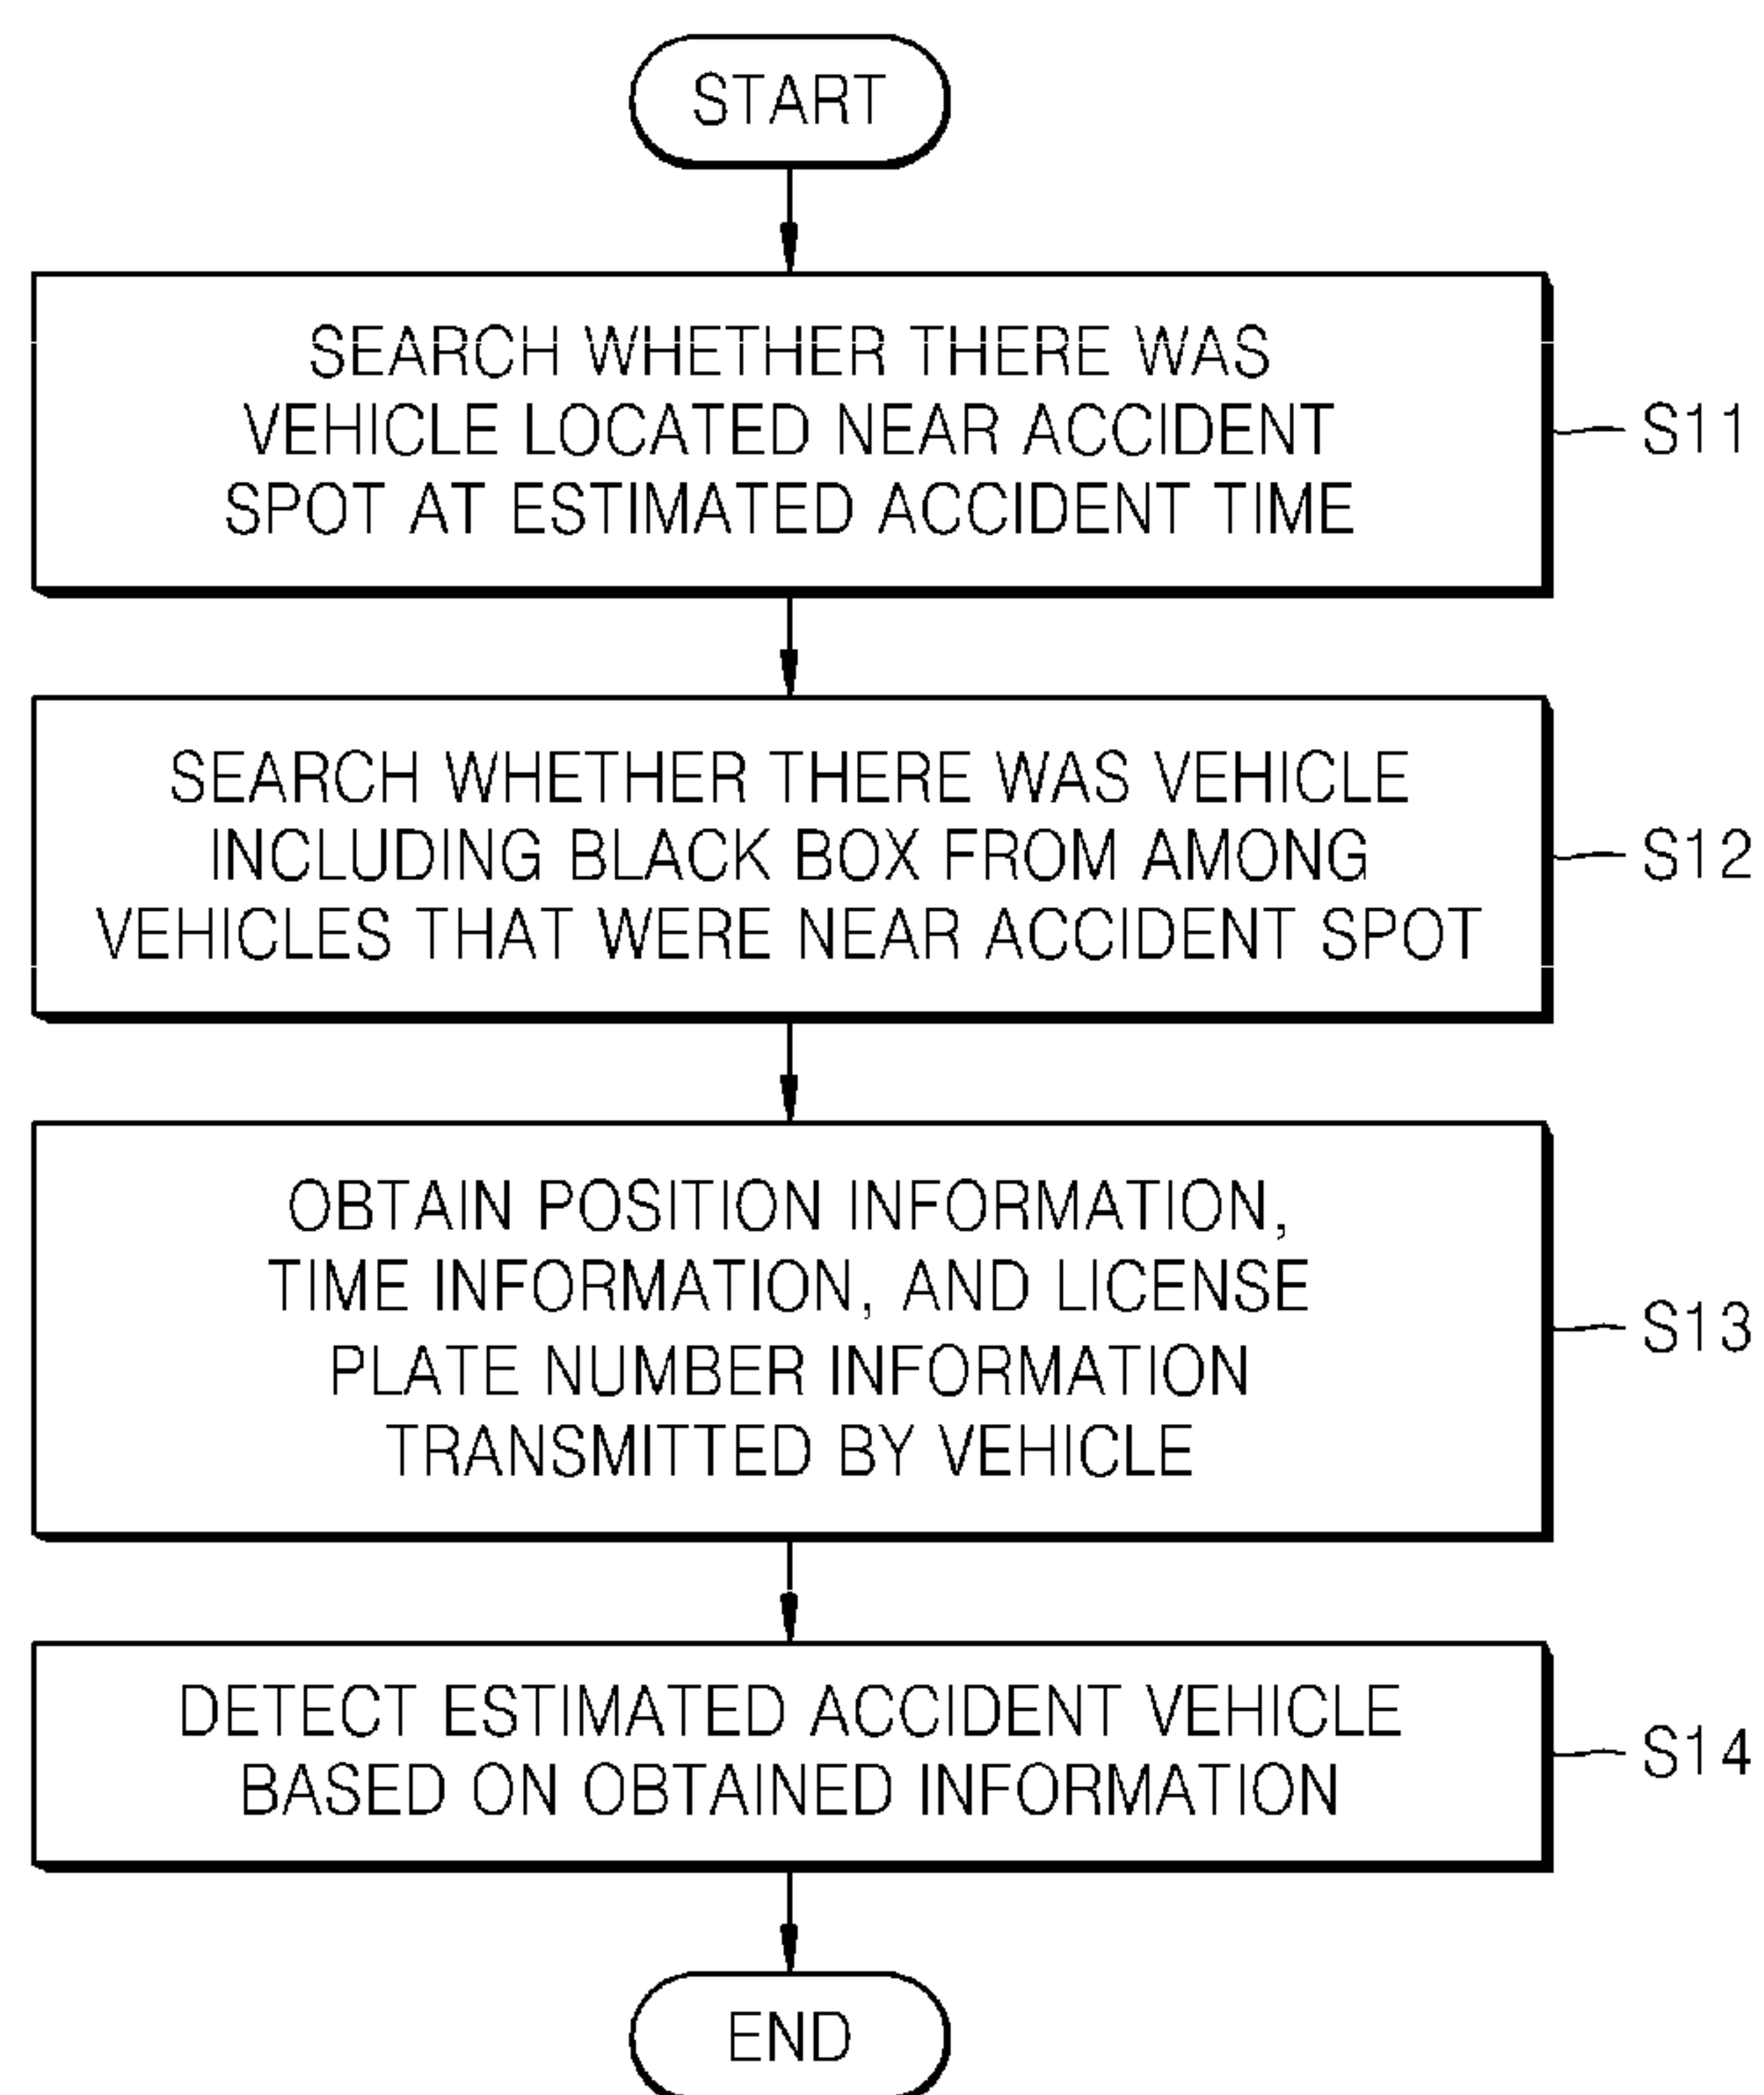 START
SEARCH WHETHER THERE WAS
VEHICLE LOCATED NEAR ACCIDENT
SPOT AT ESTIMATED ACCIDENT TIME
S11
SEARCH WHETHER THERE WAS VEHICLE
INCLUDING BLACK BOX FROM AMONG
VEHICLES THAT WERE NEAR ACCIDENT SPOT
S12
OBTAIN POSITION INFORMATION,
TIME INFORMATION, AND LICENSE
PLATE NUMBER INFORMATION
TRANSMITTED BY VEHICLE
S13
DETECT ESTIMATED ACCIDENT VEHICLE
BASED ON OBTAINED INFORMATION
S14
END